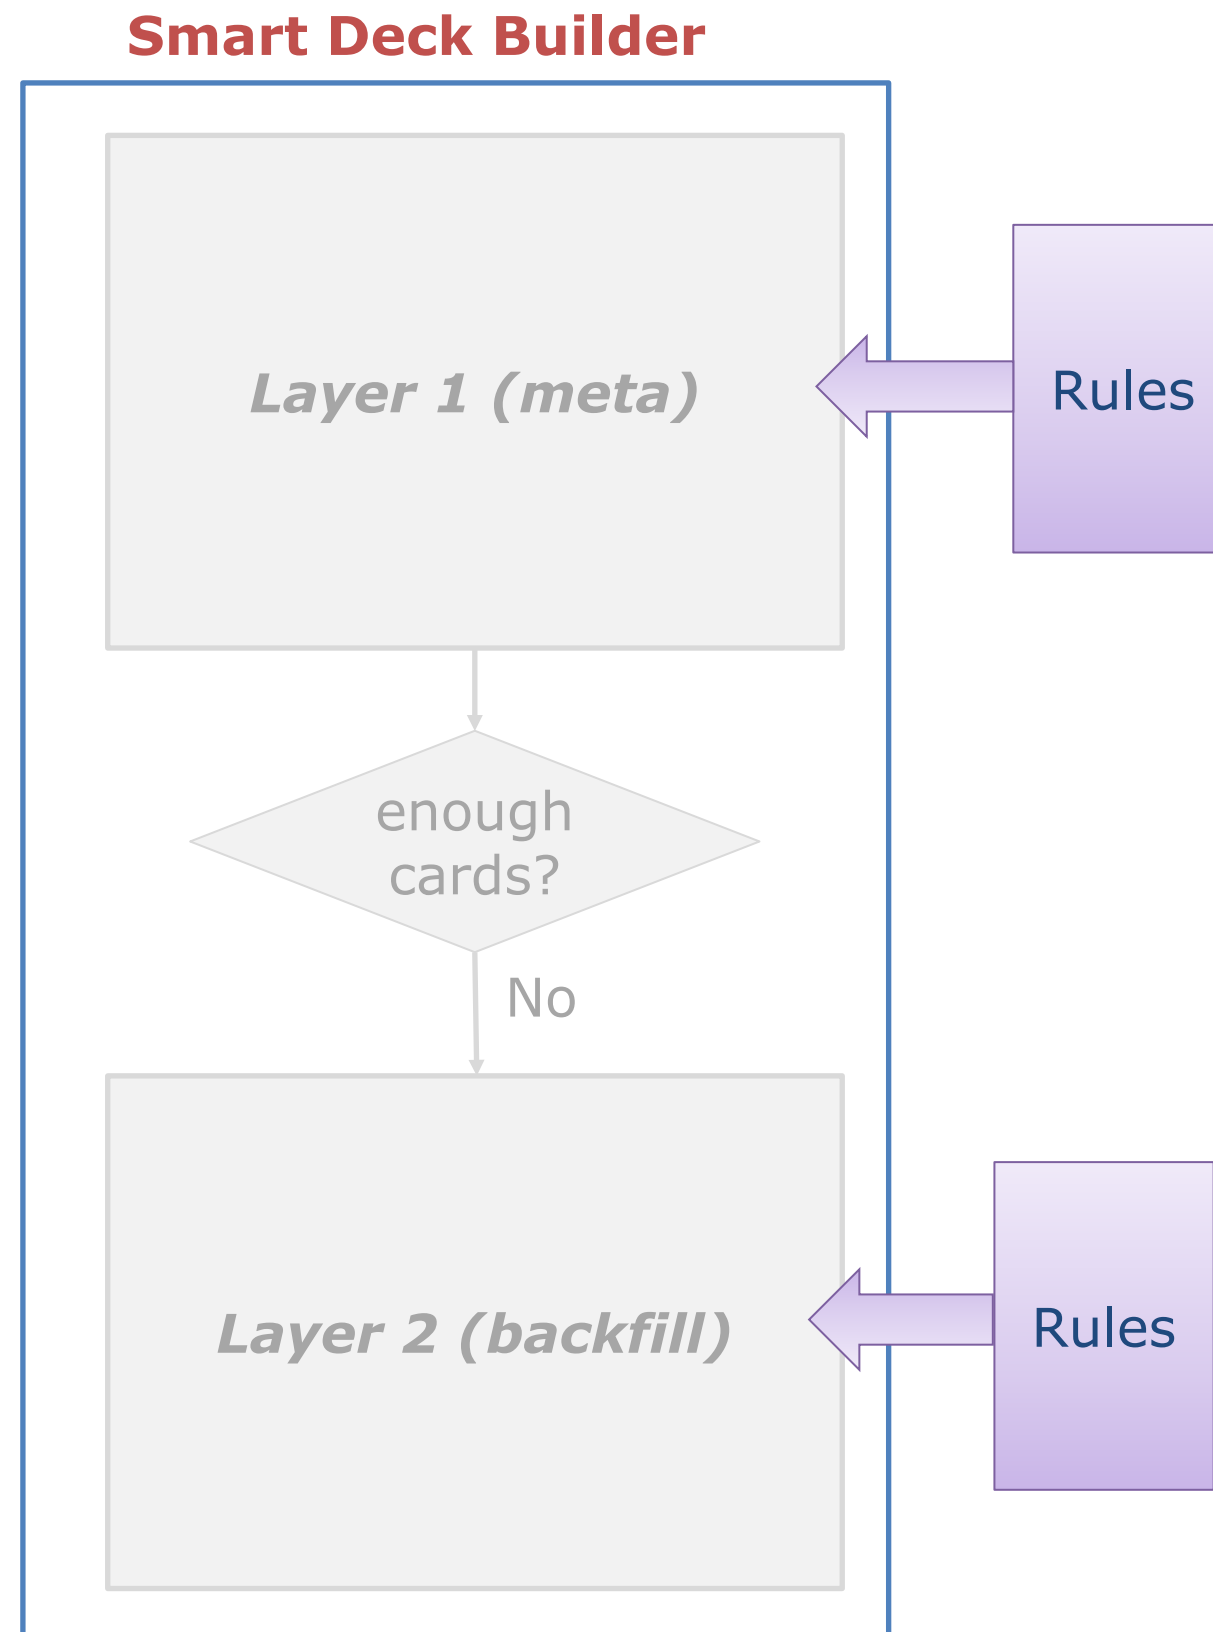 Smart Deck Builder
Layer 1 (meta)
Rules
enough
cards?
No
Layer 2 (backfill)
Rules